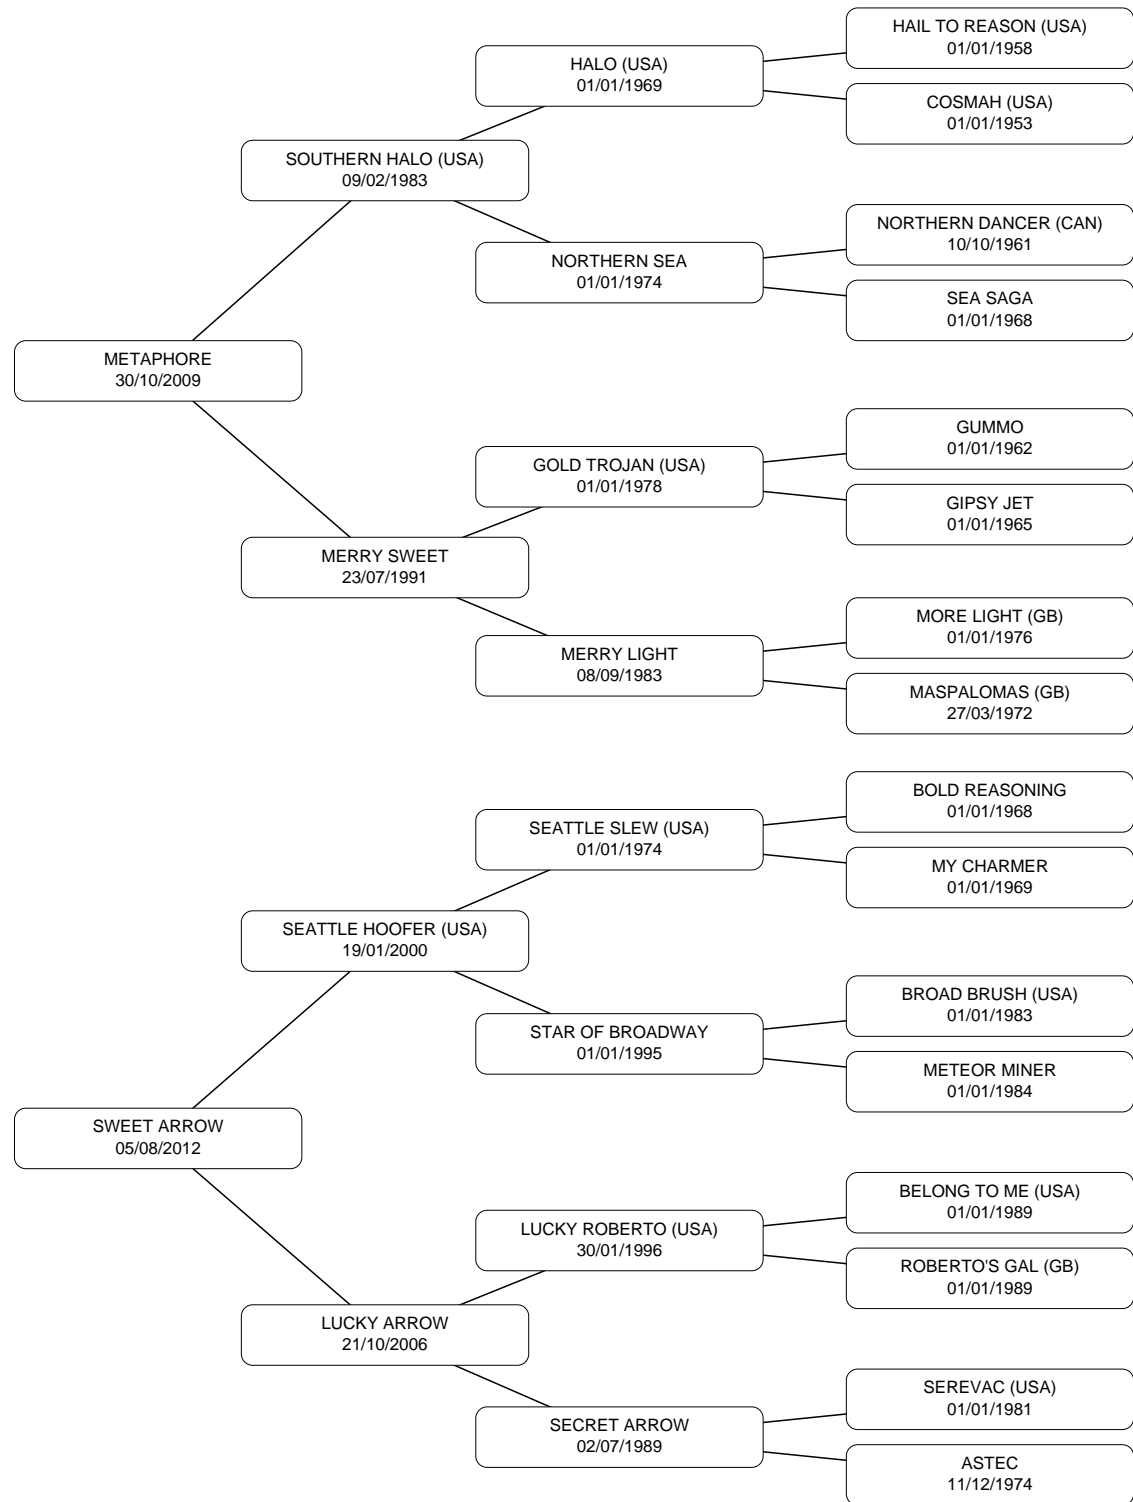 HAIL TO REASON (USA)
01/01/1958
HALO (USA)
01/01/1969
COSMAH (USA)
01/01/1953
SOUTHERN HALO (USA)
09/02/1983
NORTHERN DANCER (CAN)
10/10/1961
NORTHERN SEA
01/01/1974
SEA SAGA
01/01/1968
METAPHORE
30/10/2009
GUMMO
01/01/1962
GOLD TROJAN (USA)
01/01/1978
GIPSY JET
01/01/1965
MERRY SWEET
23/07/1991
MORE LIGHT (GB)
01/01/1976
MERRY LIGHT
08/09/1983
MASPALOMAS (GB)
27/03/1972
BOLD REASONING
01/01/1968
SEATTLE SLEW (USA)
01/01/1974
MY CHARMER
01/01/1969
SEATTLE HOOFER (USA)
19/01/2000
BROAD BRUSH (USA)
01/01/1983
STAR OF BROADWAY
01/01/1995
METEOR MINER
01/01/1984
SWEET ARROW
05/08/2012
BELONG TO ME (USA)
01/01/1989
LUCKY ROBERTO (USA)
30/01/1996
ROBERTO'S GAL (GB)
01/01/1989
LUCKY ARROW
21/10/2006
SEREVAC (USA)
01/01/1981
SECRET ARROW
02/07/1989
ASTEC
11/12/1974